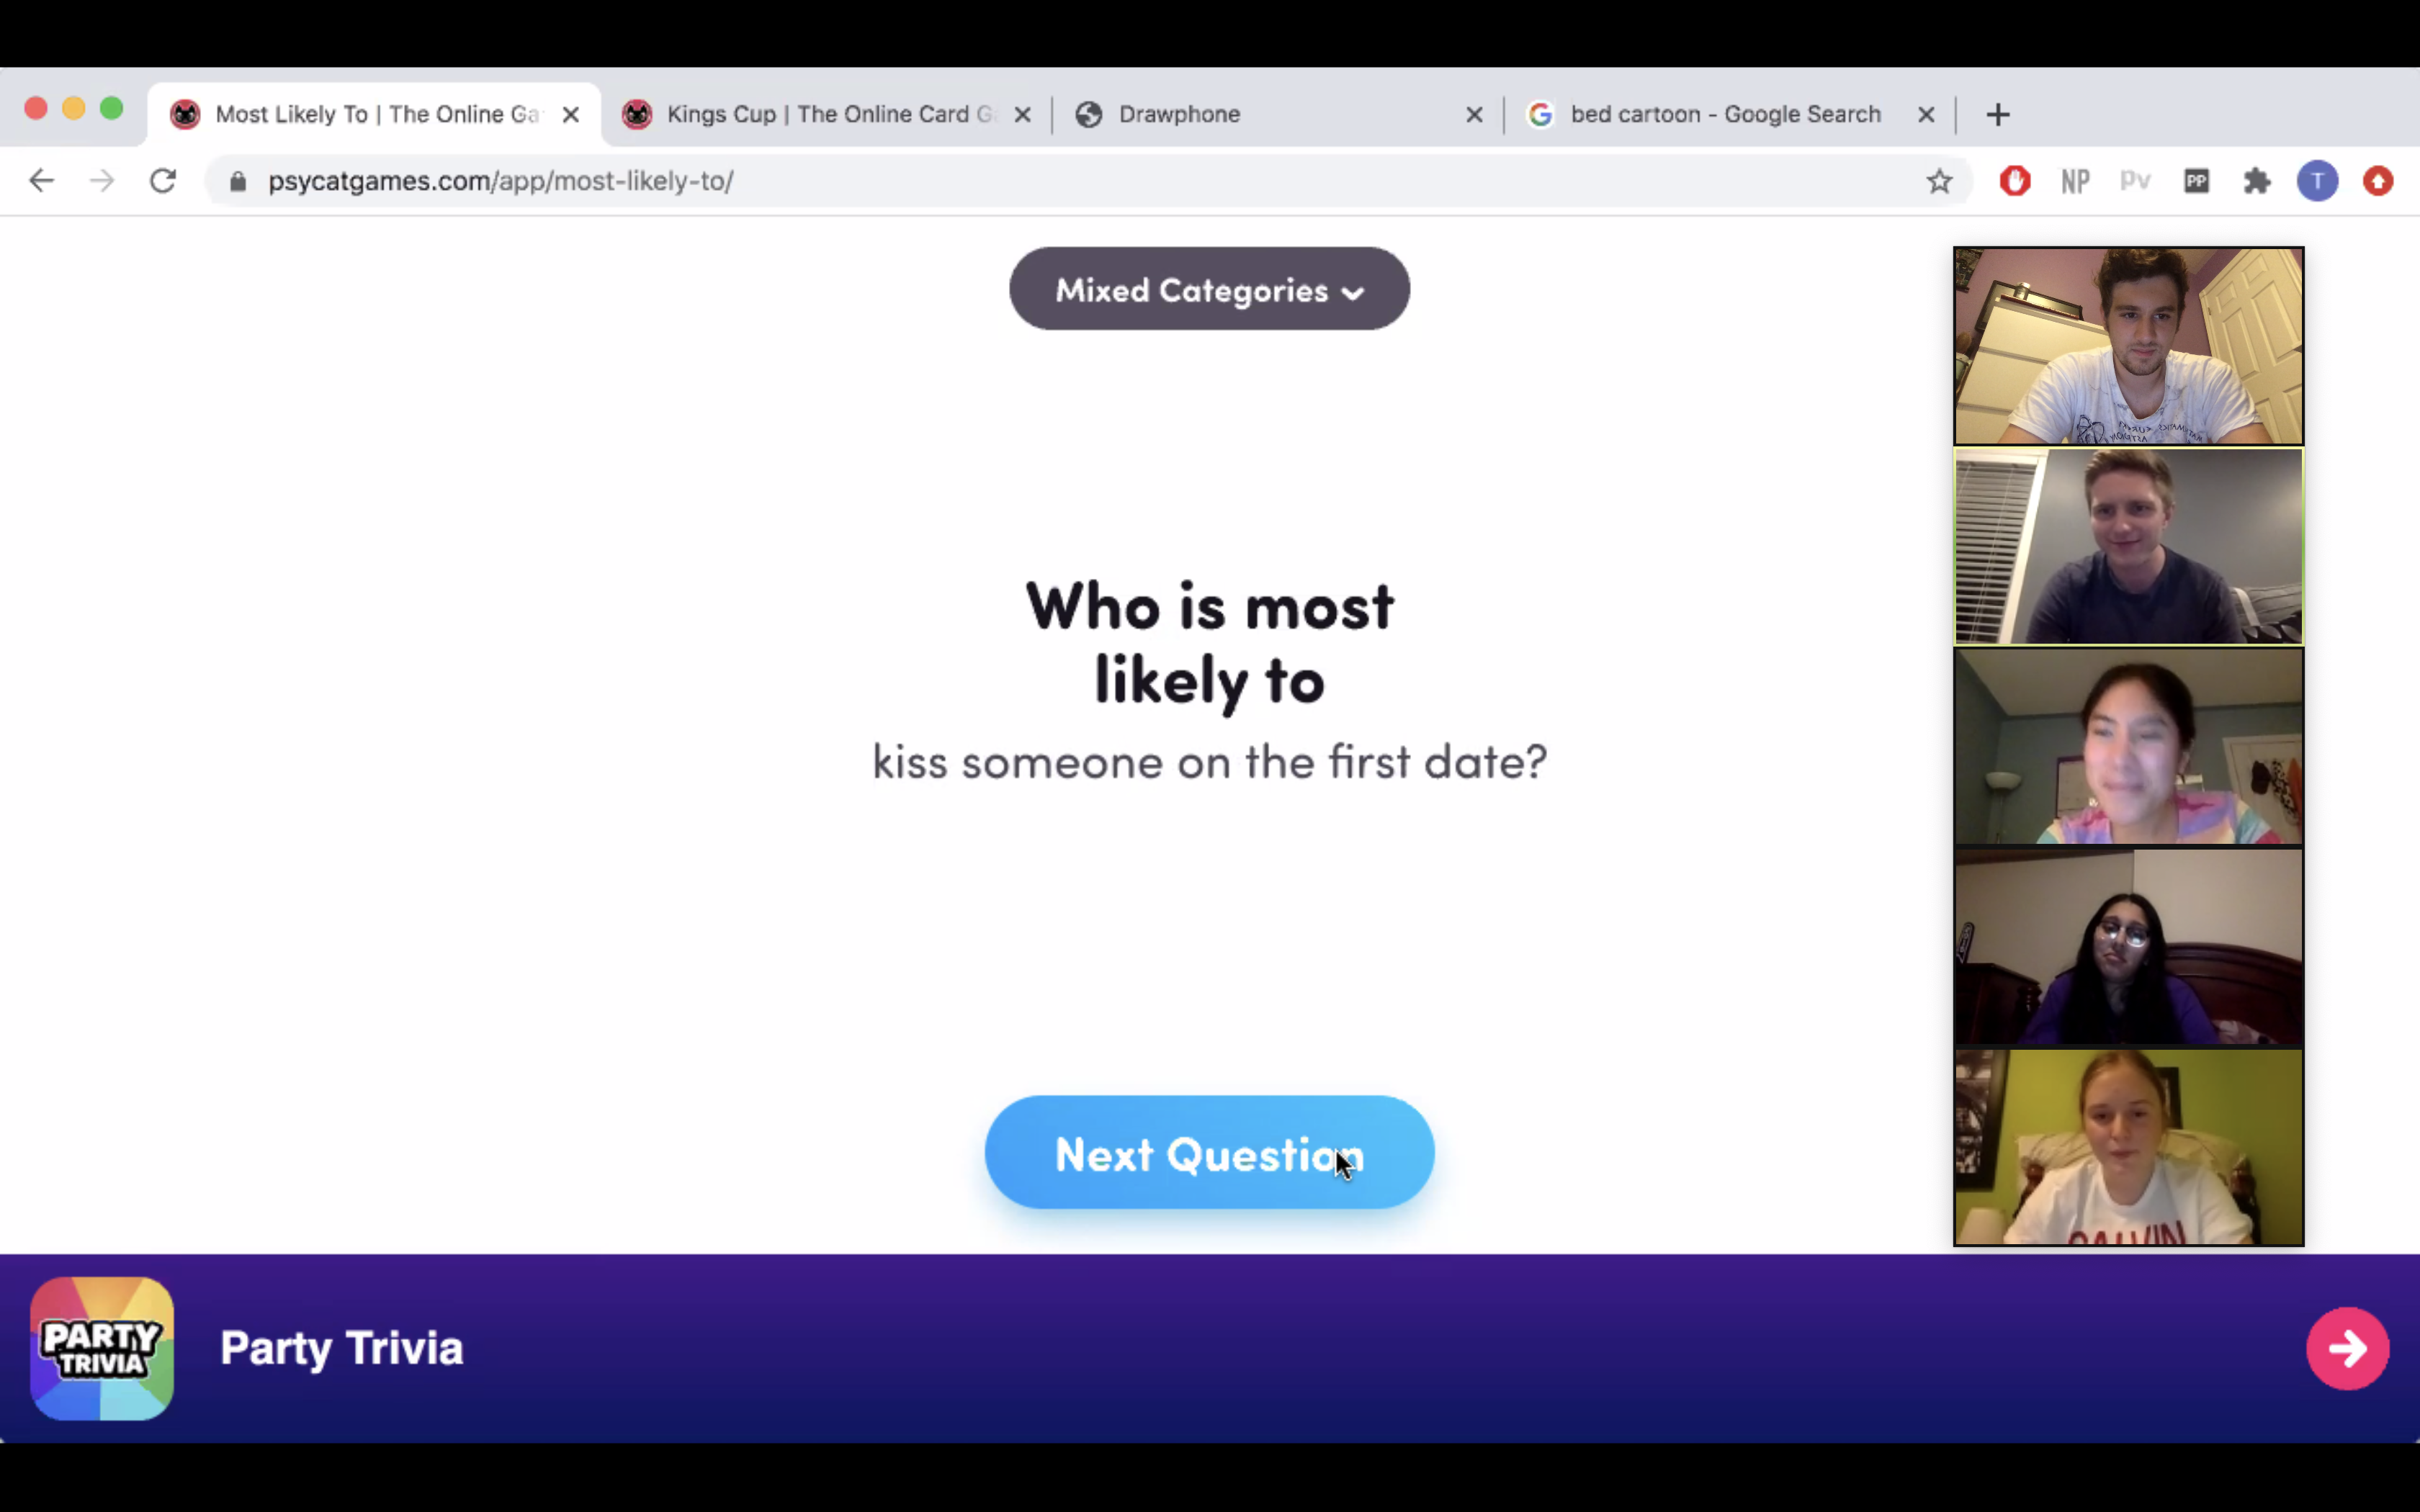 Most Likely To | The Online Ga
Kings Cup | The Online Card G
Drawphone
bed cartoon - Google Search
psycatgames.com/app/most-likely-to/
NP
Pv
PP
T
Mixed Categories
Who is most
likely to
kiss someone on the first date?
Next Question
CALVIN
PARTY
TRIVIA
Party Trivia